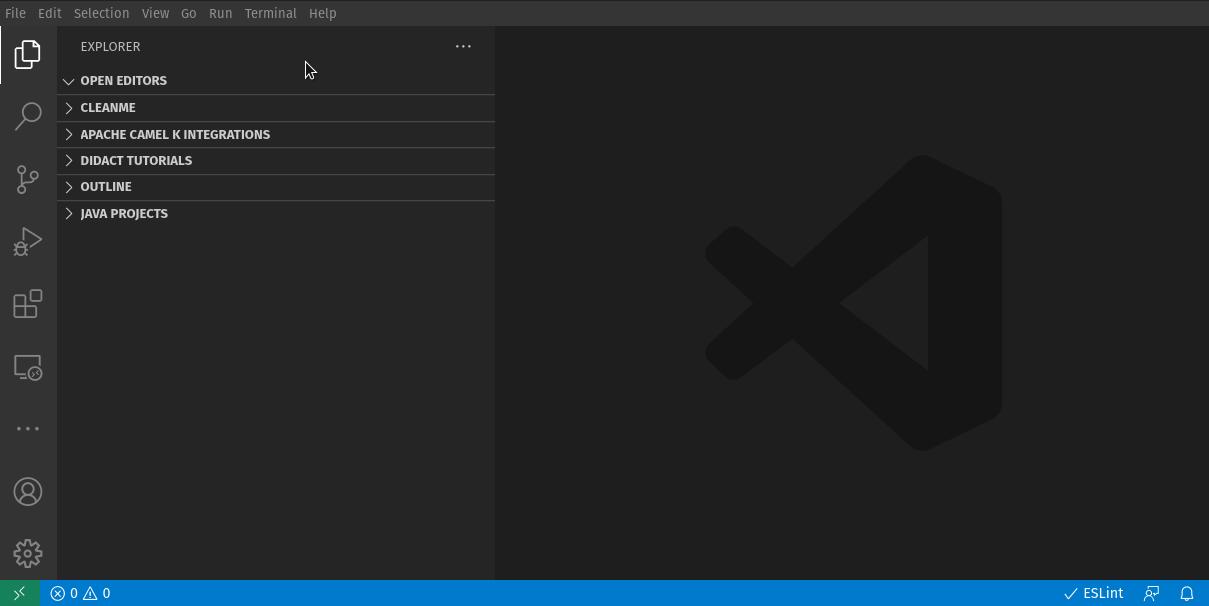 File Edit Selection View Go Run Terminal Help
EXPLORER
OPEN EDITORS
CLEANME
APACHE CAMEL K INTEGRATIONS
DIDACT TUTORIALS
OUTLINE
JAVA PROJECTS
0 0 ESLint